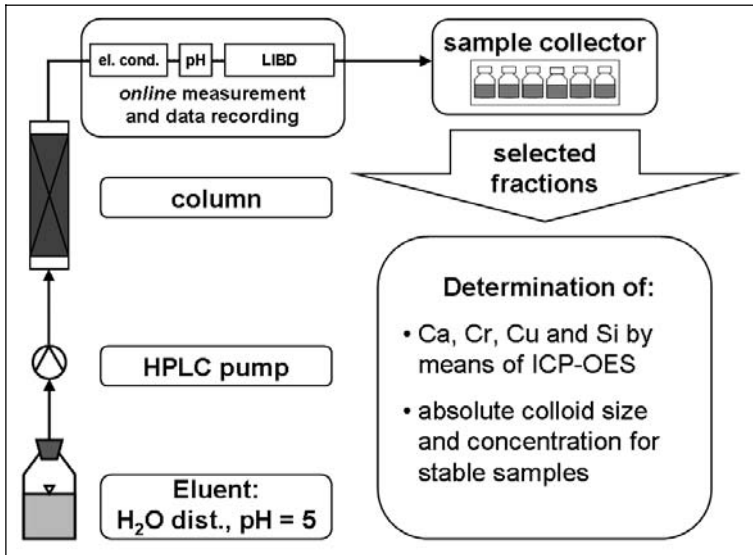 el. cond.
pH
LIBD
online measurement
and data recording
sample collector
selected
fractions
column
HPLC pump
Eluent:
H₂O dist., pH = 5
Determination of:
• Ca, Cr, Cu and Si by
means of ICP-OES
• absolute colloid size
and concentration for
stable samples